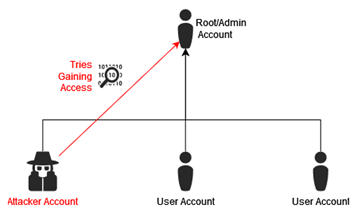 Root/Admin
Account
Tries
Gaining
Access
Attacker Account
User Account
User Account